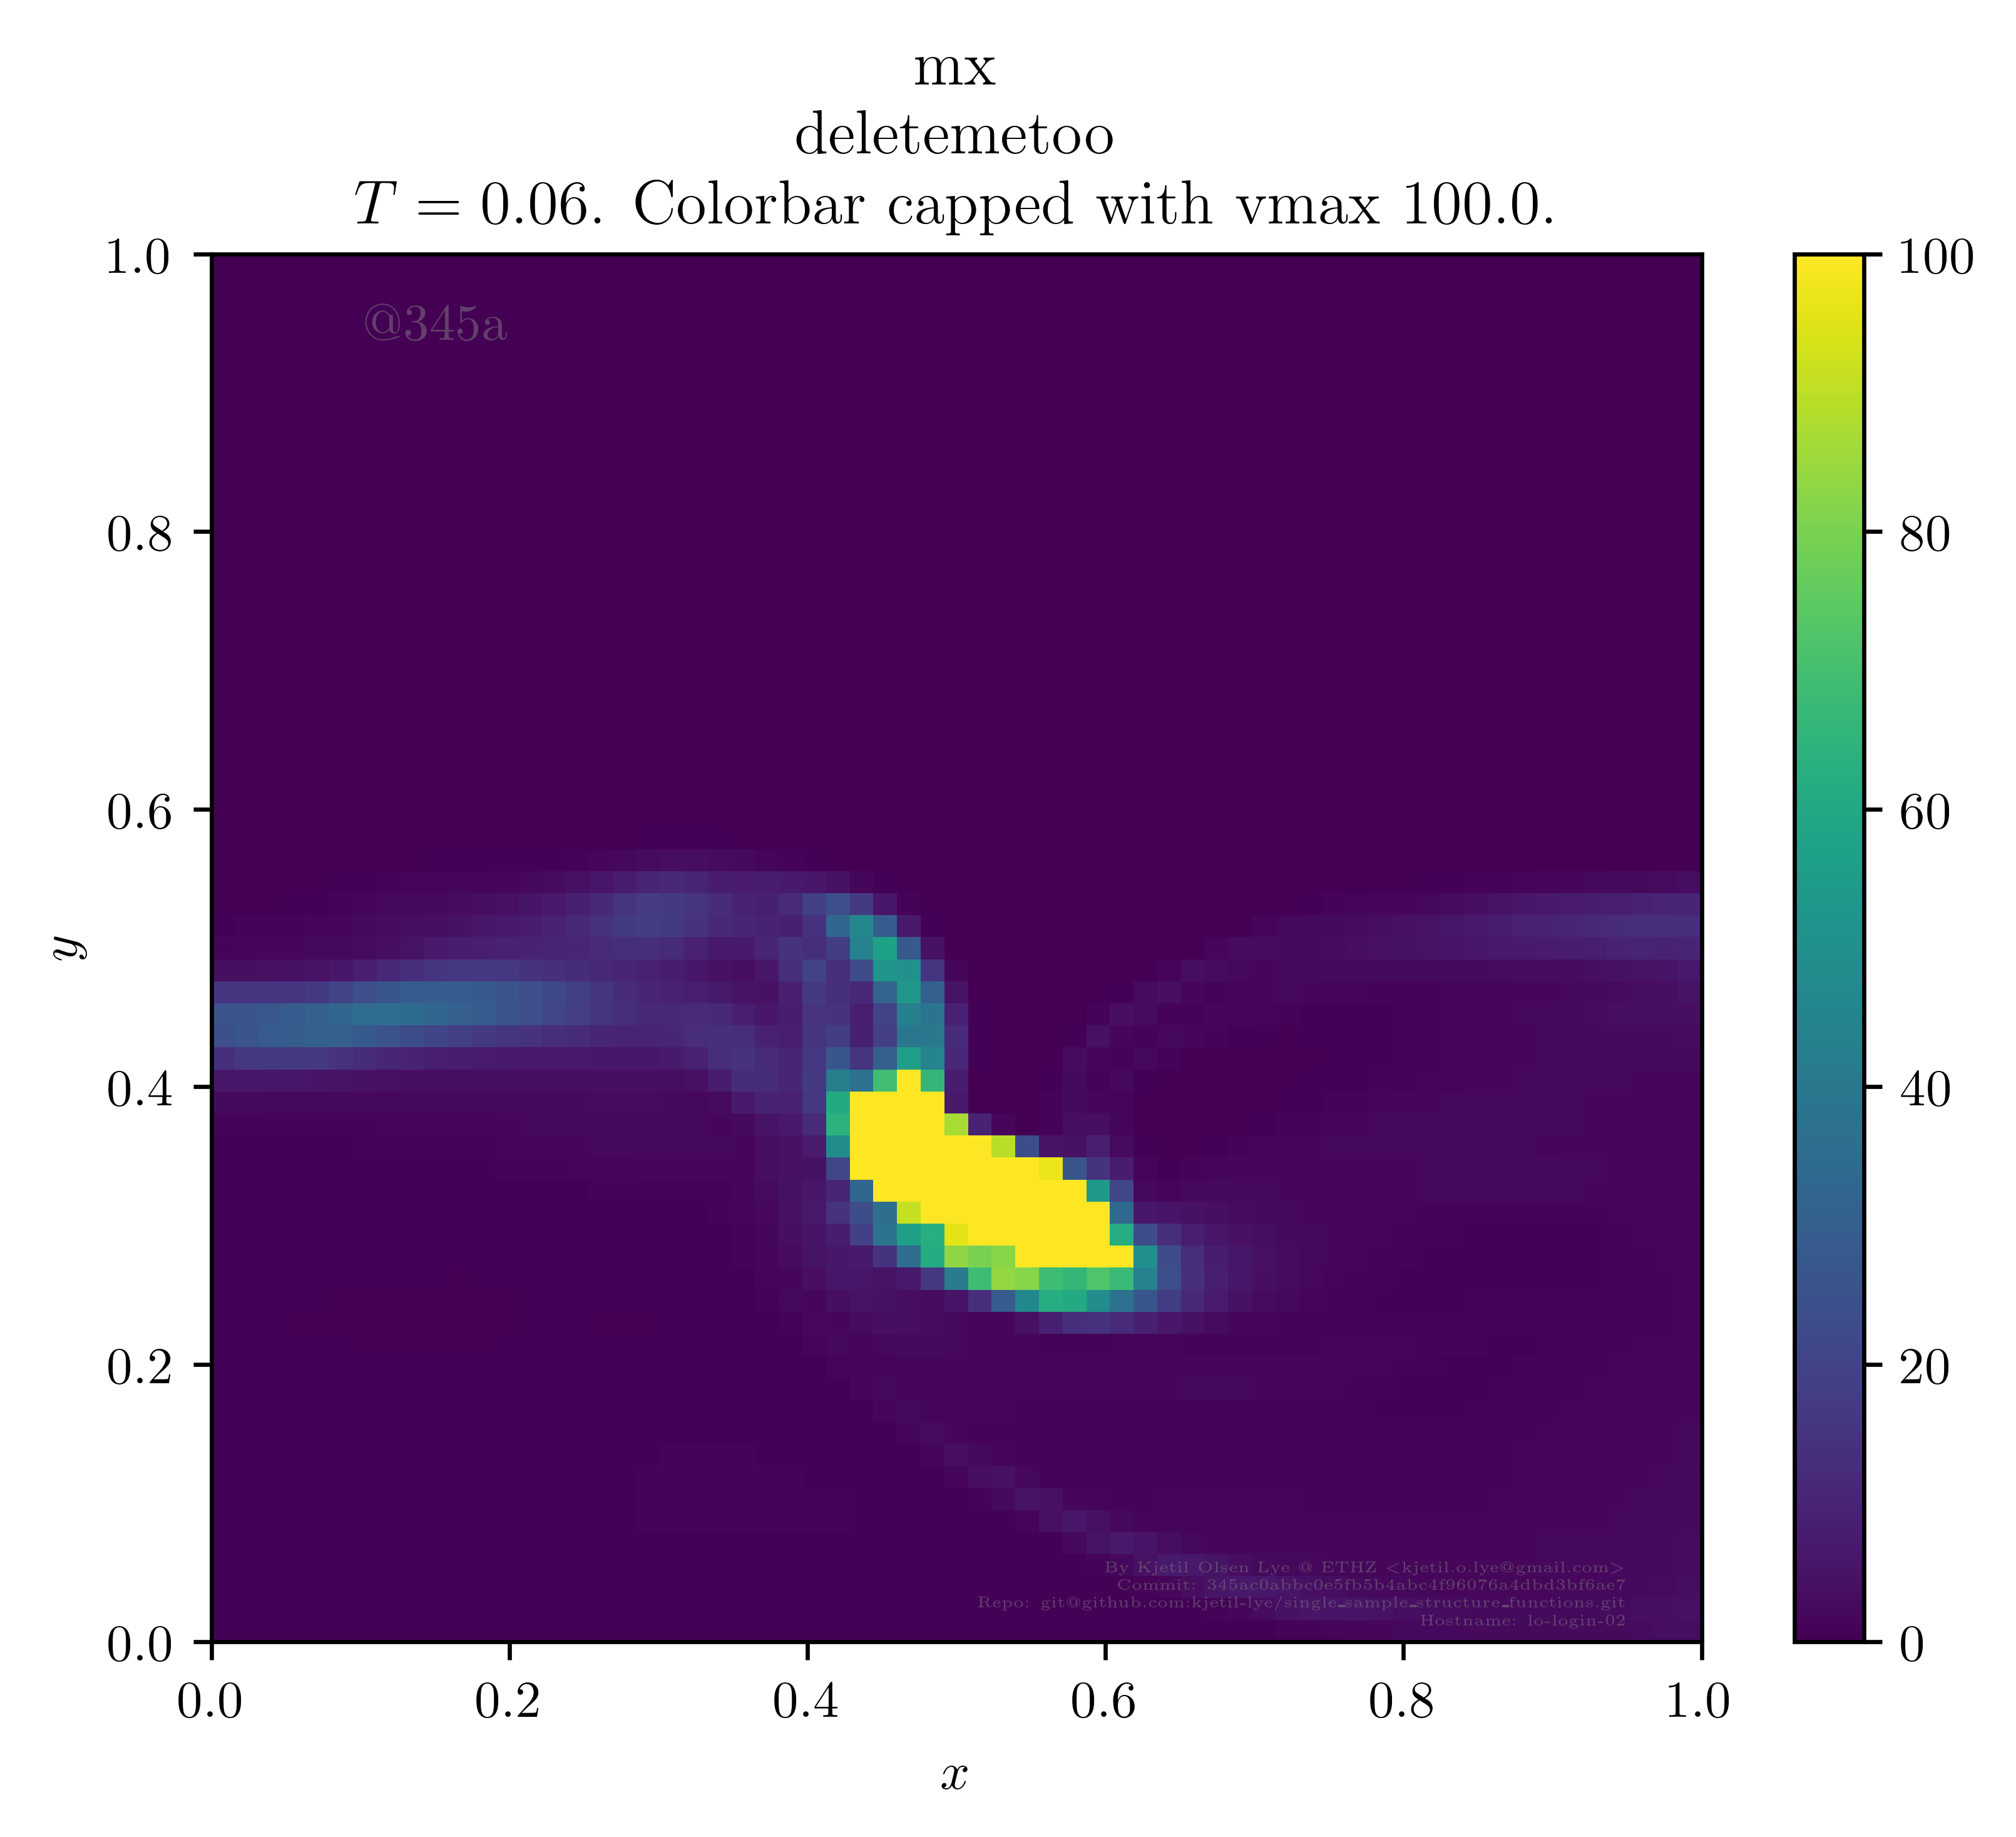 mx
deletemetoo
T = 0.06. Colorbar capped with vmax 100.0.
1.0
0.8
0.6
0.4
0.2
0.0
y
0.0 0.2 0.4 0.6 0.8 1.0
x
100
80
60
40
20
0
@345a
By Kjetil Olsen Lye @ ETHZ <kjetil.o.lye@gmail.com>
Commit: 345ac0abbc0e5fb5b4abc4f96076a4dbd3bf6ae7
Repo: git@github.com:kjetil-lye/single_sample_structure_functions.git
Hostname: lo-login-02